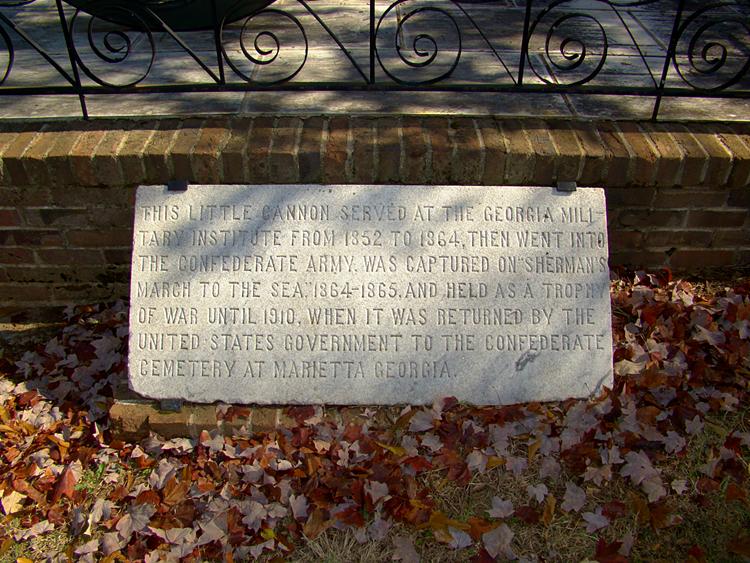 THIS LITTLE CANNON SERVED AT THE GEORGIA MILI-
TARY INSTITUTE FROM 1852 TO 1864, THEN WENT INTO
THE CONFEDERATE ARMY. WAS CAPTURED ON "SHERMAN'S
MARCH TO THE SEA," 1864-1865, AND HELD AS A TROPHY
OF WAR UNTIL 1910, WHEN IT WAS RETURNED BY THE
UNITED STATES GOVERNMENT TO THE CONFEDERATE
CEMETERY AT MARIETTA GEORGIA.